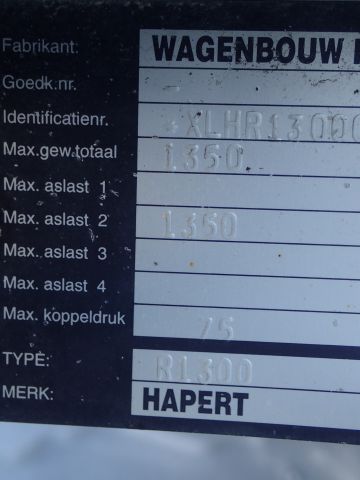 Fabrikant: WAGENBOUW
Goedk.nr. -
Identificatienr. - XLHR1300
Max.gew.totaal 1350
Max. aslast 1
Max. aslast 2 1350
Max. aslast 3
Max. aslast 4
Max. koppeldruk 75
TYPE: R1300
MERK: HAPERT